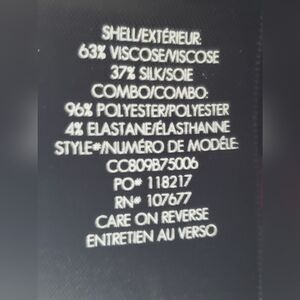 SHELL/EXTÉRIEUR:
63% VISCOSE/VISCOSE
37% SILK/SOIE
COMBO/COMBO:
96% POLYESTER/POLYESTER
4% ELASTANE/ÉLASTHANNE
STYLE#/NUMÉRO DE MODÈLE:
CC809B75006
PO# 118217
RN# 107677
CARE ON REVERSE
ENTRETIEN AU VERSO